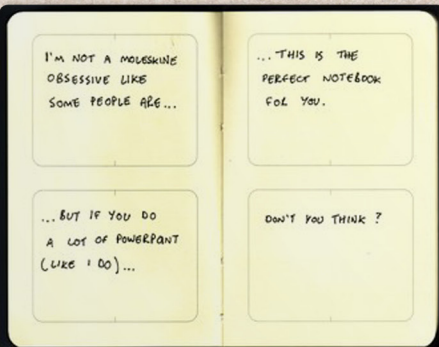 I'M NOT A MOLESKINE
OBSESSIVE LIKE
SOME PEOPLE ARE...
...BUT IF YOU DO
A LOT OF POWERPOINT
(LIKE I DO)...
...THIS IS THE
PERFECT NOTEBOOK
FOR YOU.
DON'T YOU THINK?